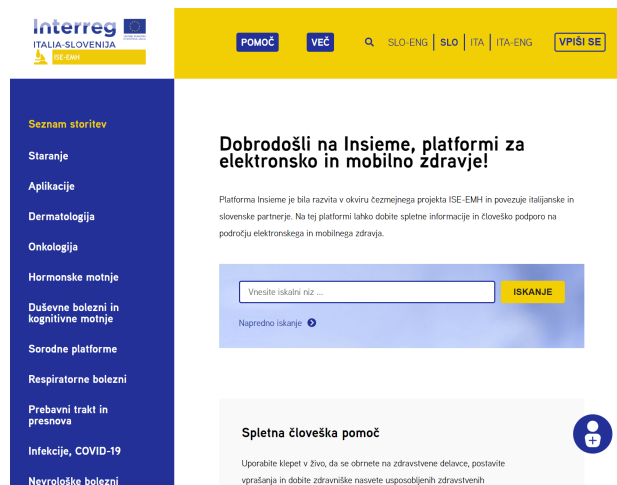 Interreg
ITALIA-SLOVENIJA
ISE-EMH
POMOČ VEČ SLO-ENG SLO ITA ITA-ENG VPIŠI SE
Seznam storitev
Staranje
Aplikacije
Dermatologija
Onkologija
Hormonske motnje
Duševne bolezni in
kognitivne motnje
Sorodne platforme
Respiratorne bolezni
Prebavni trakt in
presnova
Infekcije, COVID-19
Nevrološke bolezni
Dobrodošli na Insieme, platformi za
elektronsko in mobilno zdravje!
Platforma Insieme je bila razvita v okviru čezmejnega projekta ISE-EMH in povezuje italijanske in
slovenske partnerje. Na tej platformi lahko dobite spletne informacije in človeško podporo na
področju elektronskega in mobilnega zdravja.
Vnesite iskalni niz ...
ISKANJE
Napredno iskanje
Spletna človeška pomoč
Uporabite klepet v živo, da se obrnete na zdravstvene delavce, postavite
vprašanja in dobite zdravniške nasvete usposobljenih zdravstvenih